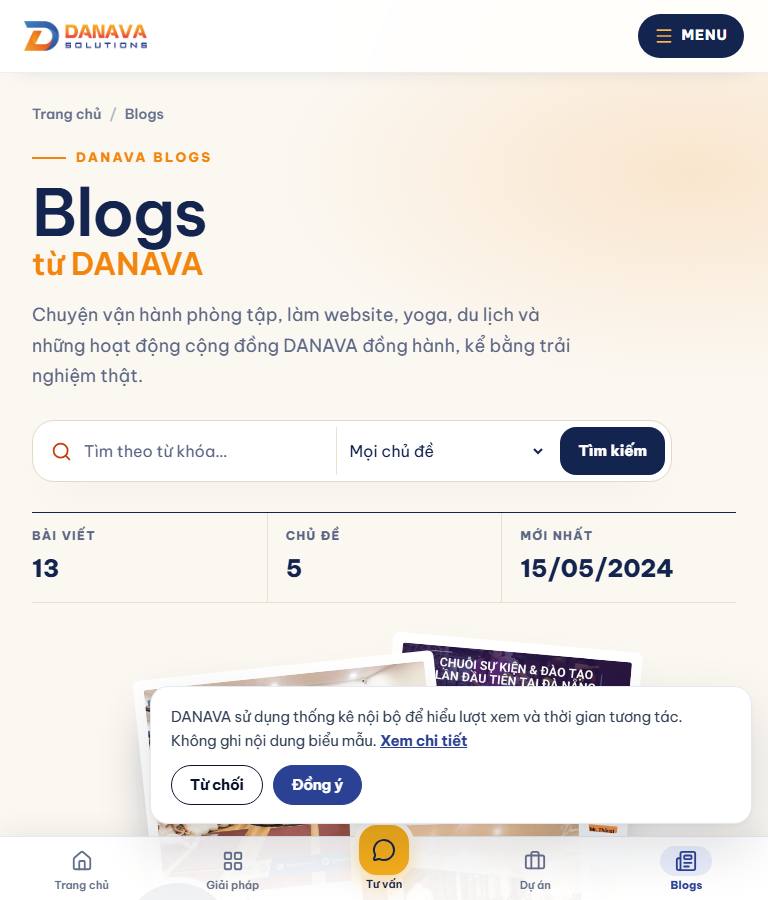 DANAVA
SOLUTIONS
MENU
Trang chủ / Blogs
DANAVA BLOGS
Blogs
từ DANAVA
Chuyện vận hành phòng tập, làm website, yoga, du lịch và
những hoạt động cộng đồng DANAVA đồng hành, kể bằng trải
nghiệm thật.
Tìm theo từ khóa...
Mọi chủ đề
Tìm kiếm
BÀI VIẾT
CHỦ ĐỀ
MỚI NHẤT
13
5
15/05/2024
CHUỖI SỰ KIỆN & ĐÀO TẠO
LẦN ĐẦU TIÊN TẠI ĐÀ NẴNG
DANAVA sử dụng thống kê nội bộ để hiểu lượt xem và thời gian tương tác.
Không ghi nội dung biểu mẫu. Xem chi tiết
Từ chối
Đồng ý
Trang chủ
Giải pháp
Tư vấn
Dự án
Blogs